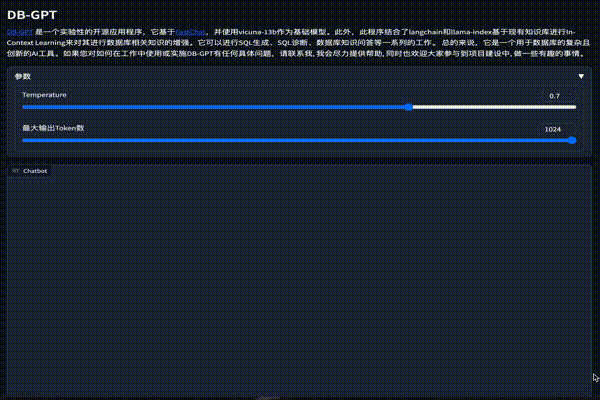 DB-GPT
DB-GPT 是一个实验性的开源应用程序，它基于FastChat，并使用vicuna-13b作为基础模型。此外，此程序结合了langchain和llama-index基于现有知识库进行In-
Context Learning来对其进行数据库相关知识的增强。它可以进行SQL生成、SQL诊断、数据库知识问答等一系列的工作。 总的来说，它是一个用于数据库的复杂且
创新的AI工具。如果您对如何在工作中使用或实施DB-GPT有任何具体问题，请联系我, 我会尽力提供帮助, 同时也欢迎大家参与到项目建设中, 做一些有趣的事情。
参数
Temperature
0.7
最大输出Token数
1024
Chatbot